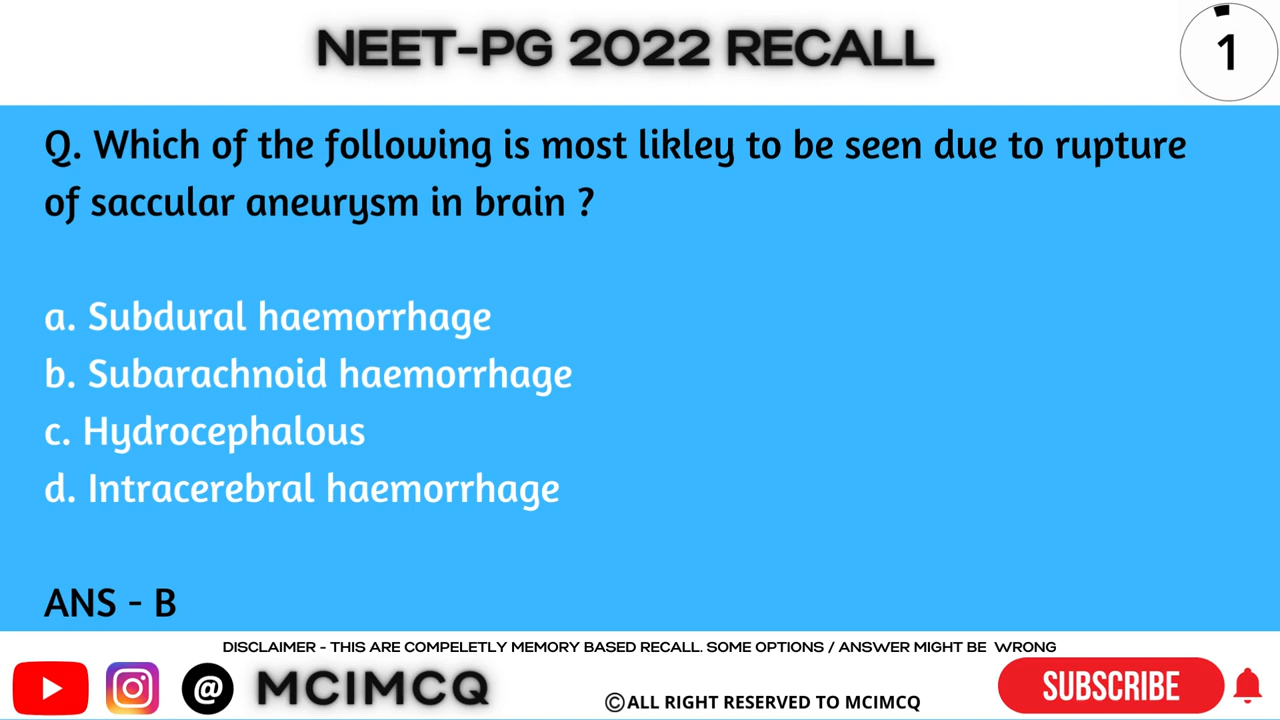 NEET-PG 2022 RECALL
1
Q. Which of the following is most likley to be seen due to rupture
of saccular aneurysm in brain ?
a. Subdural haemorrhage
b. Subarachnoid haemorrhage
c. Hydrocephalous
d. Intracerebral haemorrhage
ANS - B
DISCLAIMER - THIS ARE COMPELETLY MEMORY BASED RECALL. SOME OPTIONS / ANSWER MIGHT BE WRONG
@ MCIMCQ
©ALL RIGHT RESERVED TO MCIMCQ
SUBSCRIBE